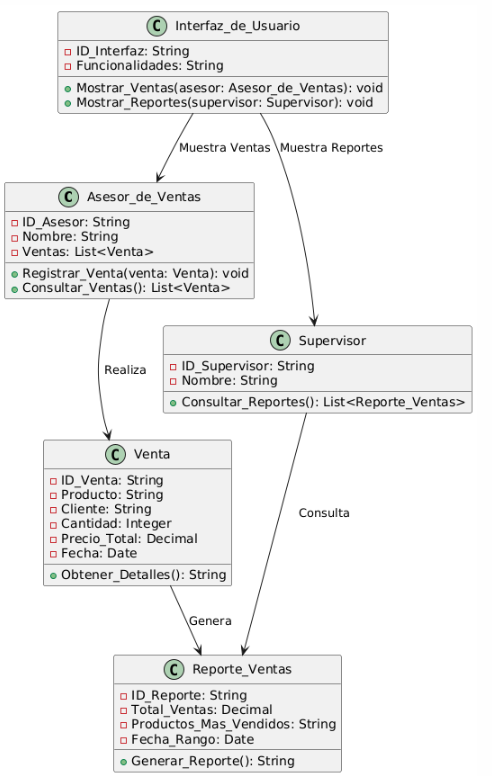 C Interfaz_de_Usuario
ID_Interfaz: String
Funcionalidades: String
Mostrar_Ventas(asesor: Asesor_de_Ventas): void
Mostrar_Reportes(supervisor: Supervisor): void
Muestra Ventas
Muestra Reportes
C Asesor_de_Ventas
ID_Asesor: String
Nombre: String
Ventas: List<Venta>
Registrar_Venta(venta: Venta): void
Consultar_Ventas(): List<Venta>
C Supervisor
ID_Supervisor: String
Nombre: String
Consultar_Reportes(): List<Reporte_Ventas>
Realiza
C Venta
ID_Venta: String
Producto: String
Cliente: String
Cantidad: Integer
Precio_Total: Decimal
Fecha: Date
Obtener_Detalles(): String
Consulta
Genera
C Reporte_Ventas
ID_Reporte: String
Total_Ventas: Decimal
Productos_Mas_Vendidos: String
Fecha_Rango: Date
Generar_Reporte(): String